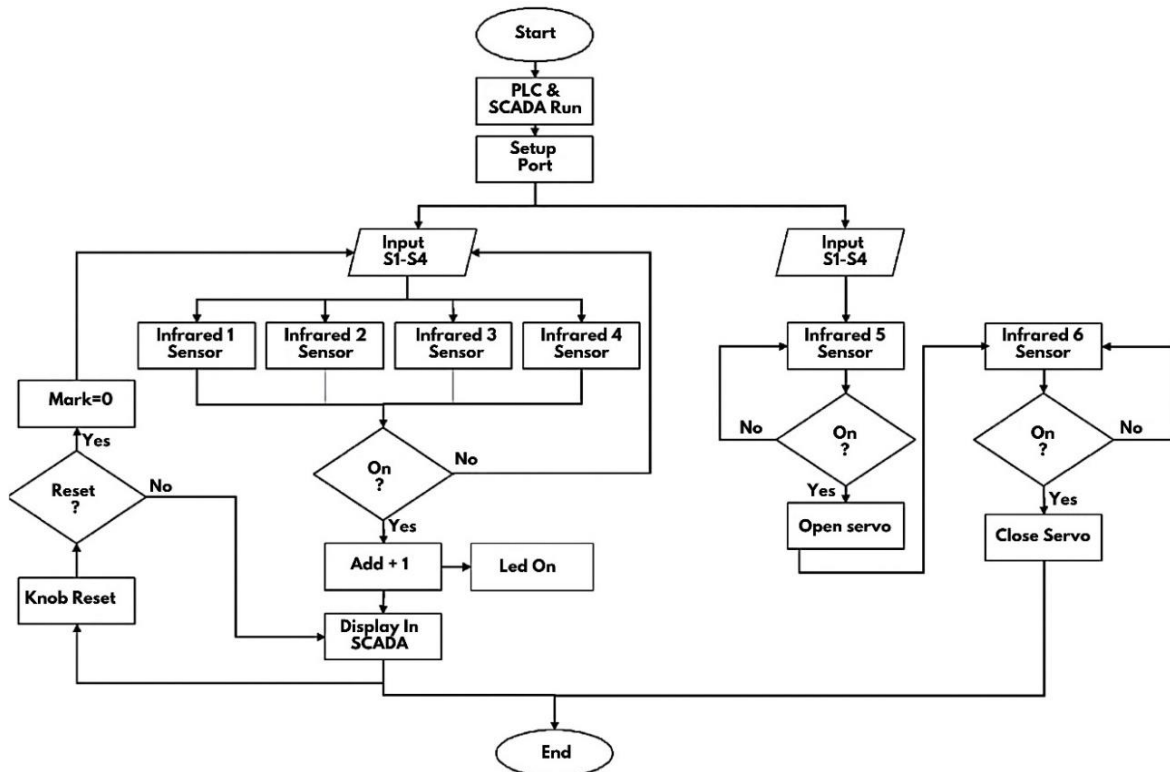 Start
PLC &
SCADA Run
Setup
Port
Input
S1-S4
Input
S1-S4
Infrared 1
Sensor
Infrared 2
Sensor
Infrared 3
Sensor
Infrared 4
Sensor
Infrared 5
Sensor
Infrared 6
Sensor
Mark=0
Yes
Reset
?
No
On
?
No
Yes
No
On
?
Yes
On
?
No
Yes
Open servo
Close Servo
Add + 1
Led On
Knob Reset
Display In
SCADA
End